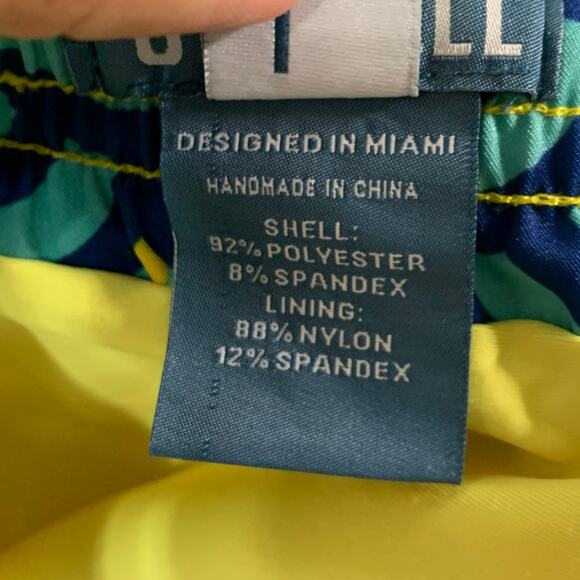 DESIGNED IN MIAMI
HANDMADE IN CHINA
SHELL:
92% POLYESTER
8% SPANDEX
LINING:
88% NYLON
12% SPANDEX